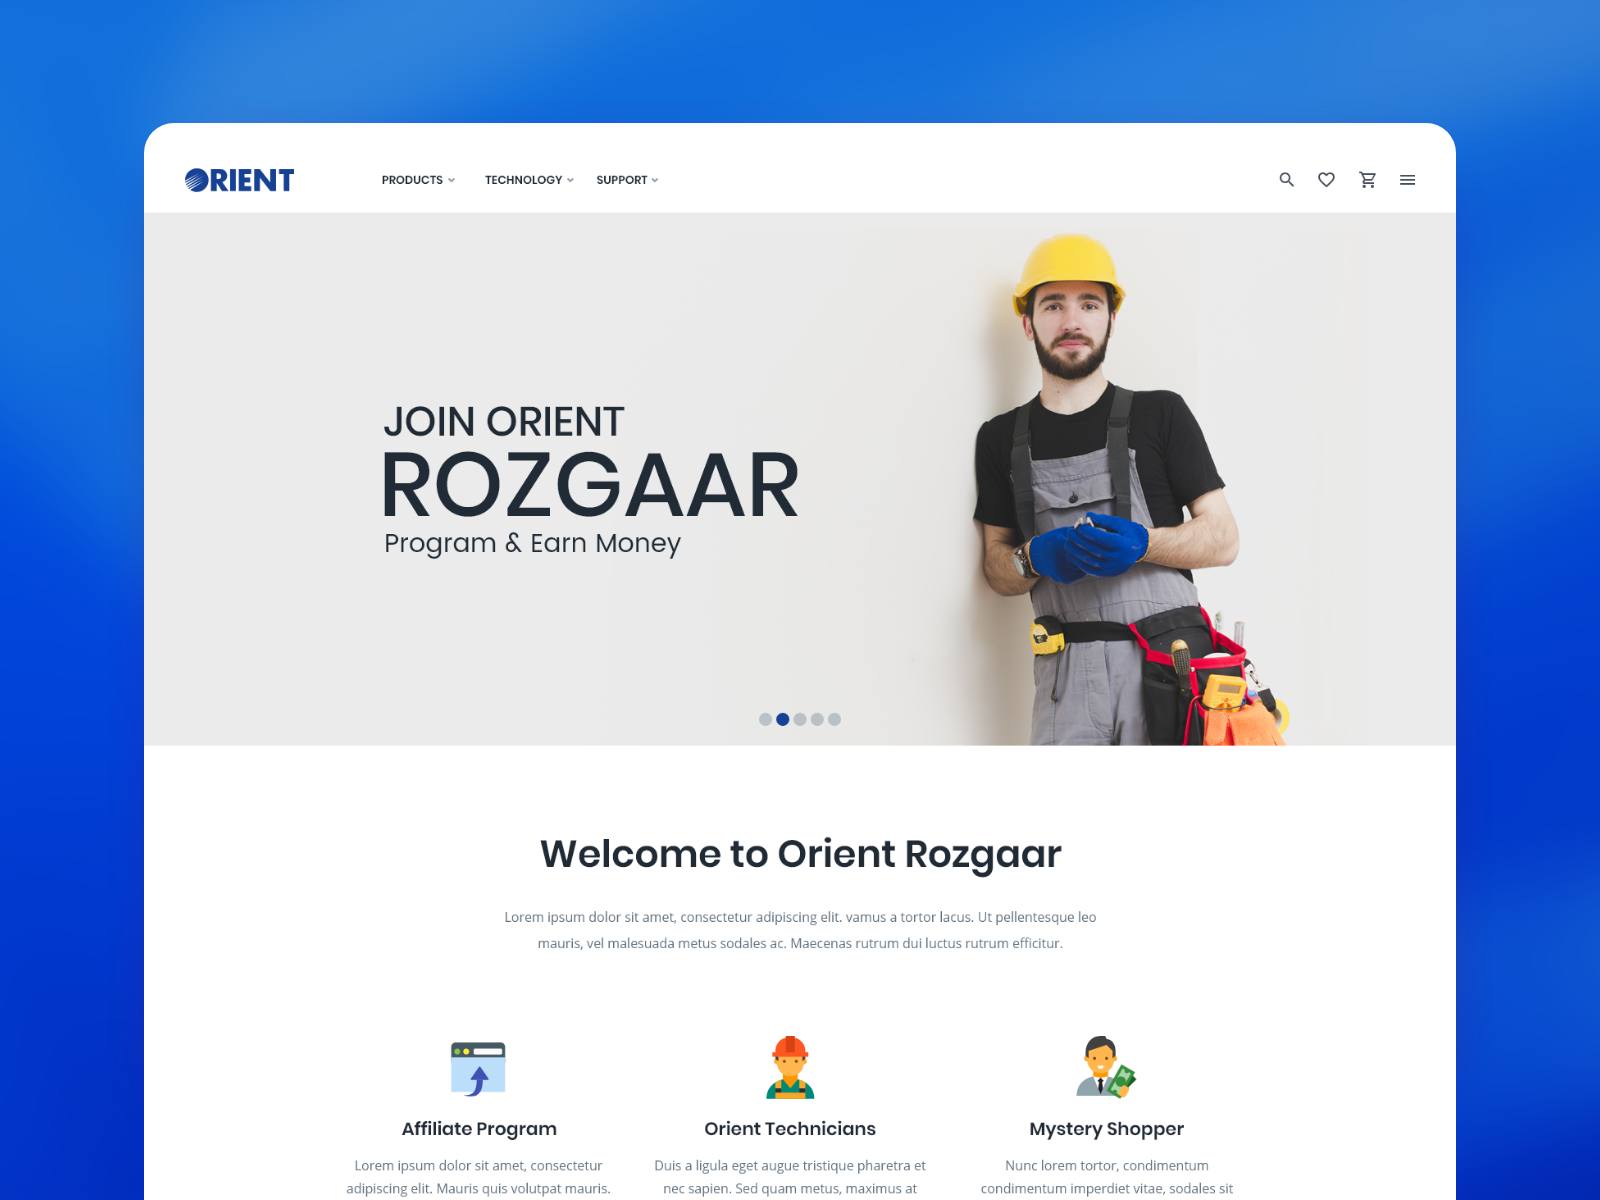 ORIENT
PRODUCTS
TECHNOLOGY
SUPPORT
JOIN ORIENT
ROZGAAR
Program & Earn Money
Welcome to Orient Rozgaar
Lorem ipsum dolor sit amet, consectetur adipiscing elit. vamus a tortor lacus. Ut pellentesque leo
mauris, vel malesuada metus sodales ac. Maecenas rutrum dui luctus rutrum efficitur.
Affiliate Program
Lorem ipsum dolor sit amet, consectetur
adipiscing elit. Mauris quis volutpat mauris.
Orient Technicians
Duis a ligula eget augue tristique pharetra et
nec sapien. Sed quam metus, maximus at
Mystery Shopper
Nunc lorem tortor, condimentum
condimentum imperdiet vitae, sodales sit